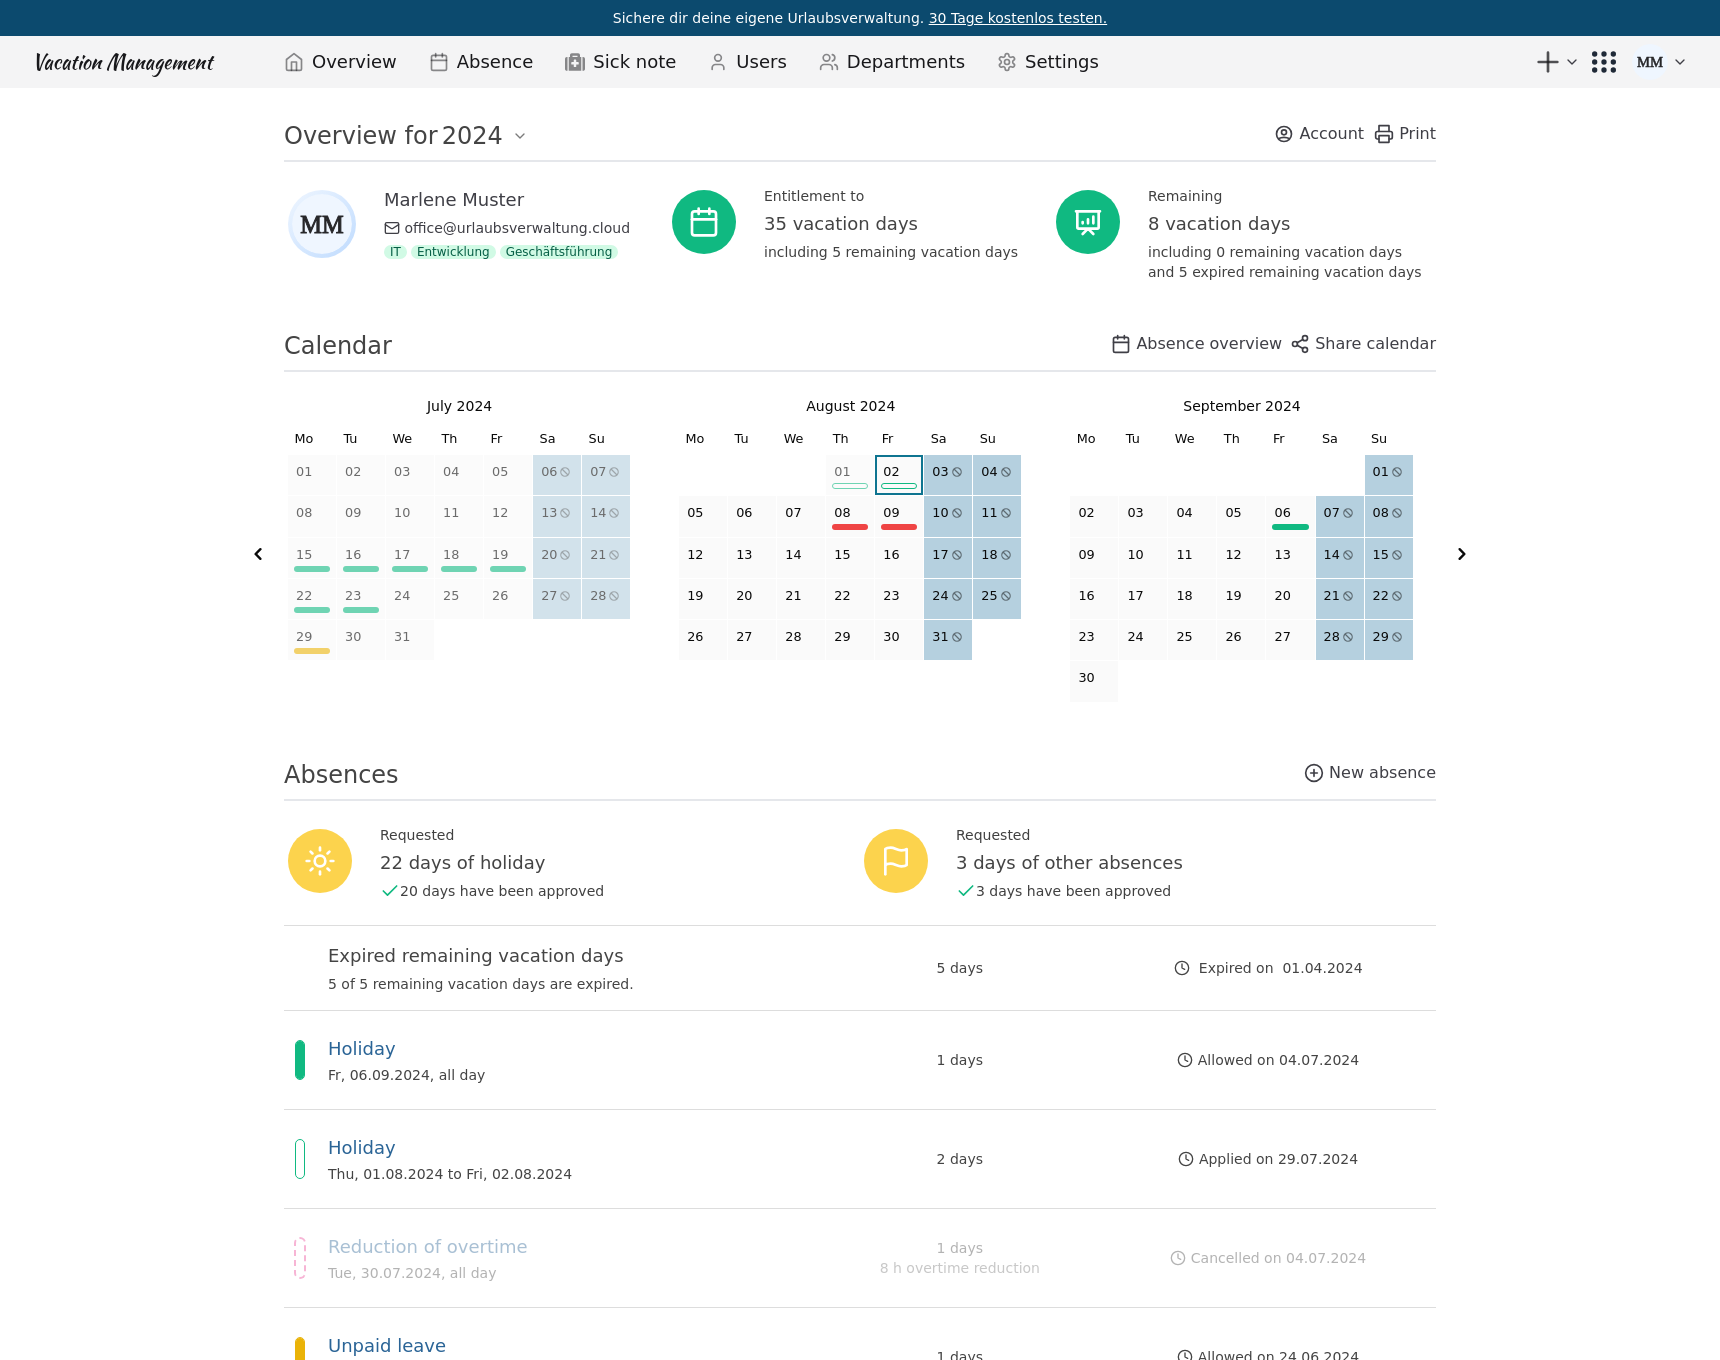 Sichere dir deine eigene Urlaubsverwaltung. 30 Tage kostenlos testen.
Vacation Management
Overview
Absence
Sick note
Users
Departments
Settings
MM
Overview for 2024
Account
Print
MM
Marlene Muster
office@urlaubsverwaltung.cloud
IT Entwicklung Geschäftsführung
Entitlement to
35 vacation days
including 5 remaining vacation days
Remaining
8 vacation days
including 0 remaining vacation days
and 5 expired remaining vacation days
Calendar
Absence overview
Share calendar
July 2024
Mo Tu We Th Fr Sa Su
01 02 03 04 05 06 07
08 09 10 11 12 13 14
15 16 17 18 19 20 21
22 23 24 25 26 27 28
29 30 31
August 2024
Mo Tu We Th Fr Sa Su
01 02 03 04
05 06 07 08 09 10 11
12 13 14 15 16 17 18
19 20 21 22 23 24 25
26 27 28 29 30 31
September 2024
Mo Tu We Th Fr Sa Su
01
02 03 04 05 06 07 08
09 10 11 12 13 14 15
16 17 18 19 20 21 22
23 24 25 26 27 28 29
30
Absences
New absence
Requested
22 days of holiday
20 days have been approved
Requested
3 days of other absences
3 days have been approved
Expired remaining vacation days
5 of 5 remaining vacation days are expired.
5 days
Expired on 01.04.2024
Holiday
Fr, 06.09.2024, all day
1 days
Allowed on 04.07.2024
Holiday
Thu, 01.08.2024 to Fri, 02.08.2024
2 days
Applied on 29.07.2024
Reduction of overtime
Tue, 30.07.2024, all day
1 days
8 h overtime reduction
Cancelled on 04.07.2024
Unpaid leave
1 days
Allowed on 24.06.2024